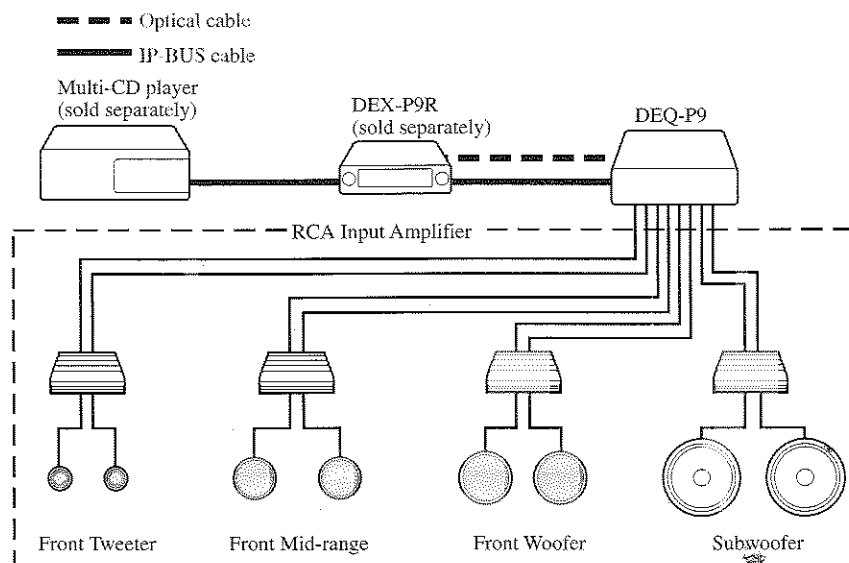 Optical cable
IP-BUS cable
Multi-CD player
(sold separately)
DEX-P9R
(sold separately)
DEQ-P9
RCA Input Amplifier
Front Tweeter
Front Mid-range
Front Woofer
Subwoofer